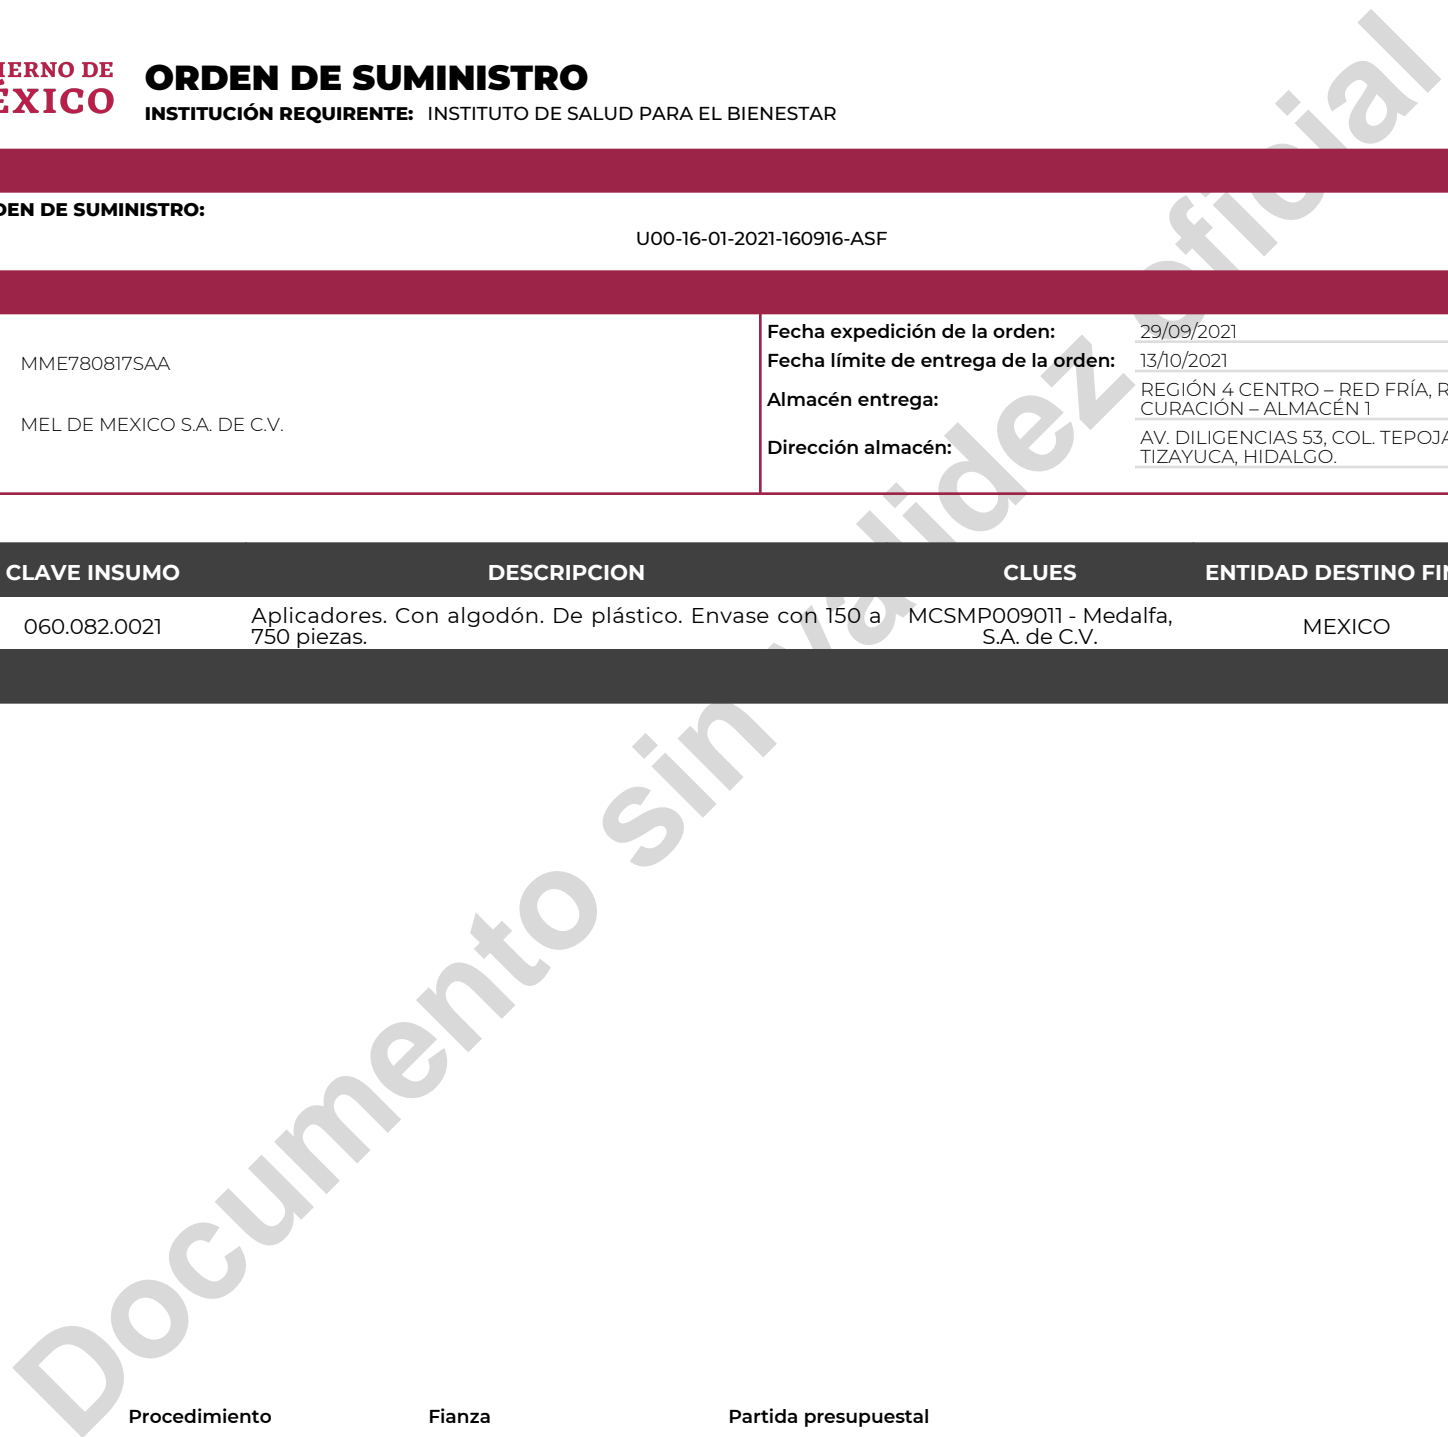 IERNO DE
ÉXICO
ORDEN DE SUMINISTRO
INSTITUCIÓN REQUIRENTE: INSTITUTO DE SALUD PARA EL BIENESTAR
DEN DE SUMINISTRO:
U00-16-01-2021-160916-ASF
MME780817SAA
MEL DE MEXICO S.A. DE C.V.
Fecha expedición de la orden: 29/09/2021
Fecha límite de entrega de la orden: 13/10/2021
Almacén entrega: REGIÓN 4 CENTRO – RED FRÍA, R
CURACIÓN – ALMACÉN 1
Dirección almacén: AV. DILIGENCIAS 53, COL. TEPOJA
TIZAYUCA, HIDALGO.
CLAVE INSUMO DESCRIPCION CLUES ENTIDAD DESTINO FIN
060.082.0021 Aplicadores. Con algodón. De plástico. Envase con 150 a MCSMP009011 - Medalfa, MEXICO
750 piezas. S.A. de C.V.
Documento sin validez oficial
Procedimiento Fianza Partida presupuestal